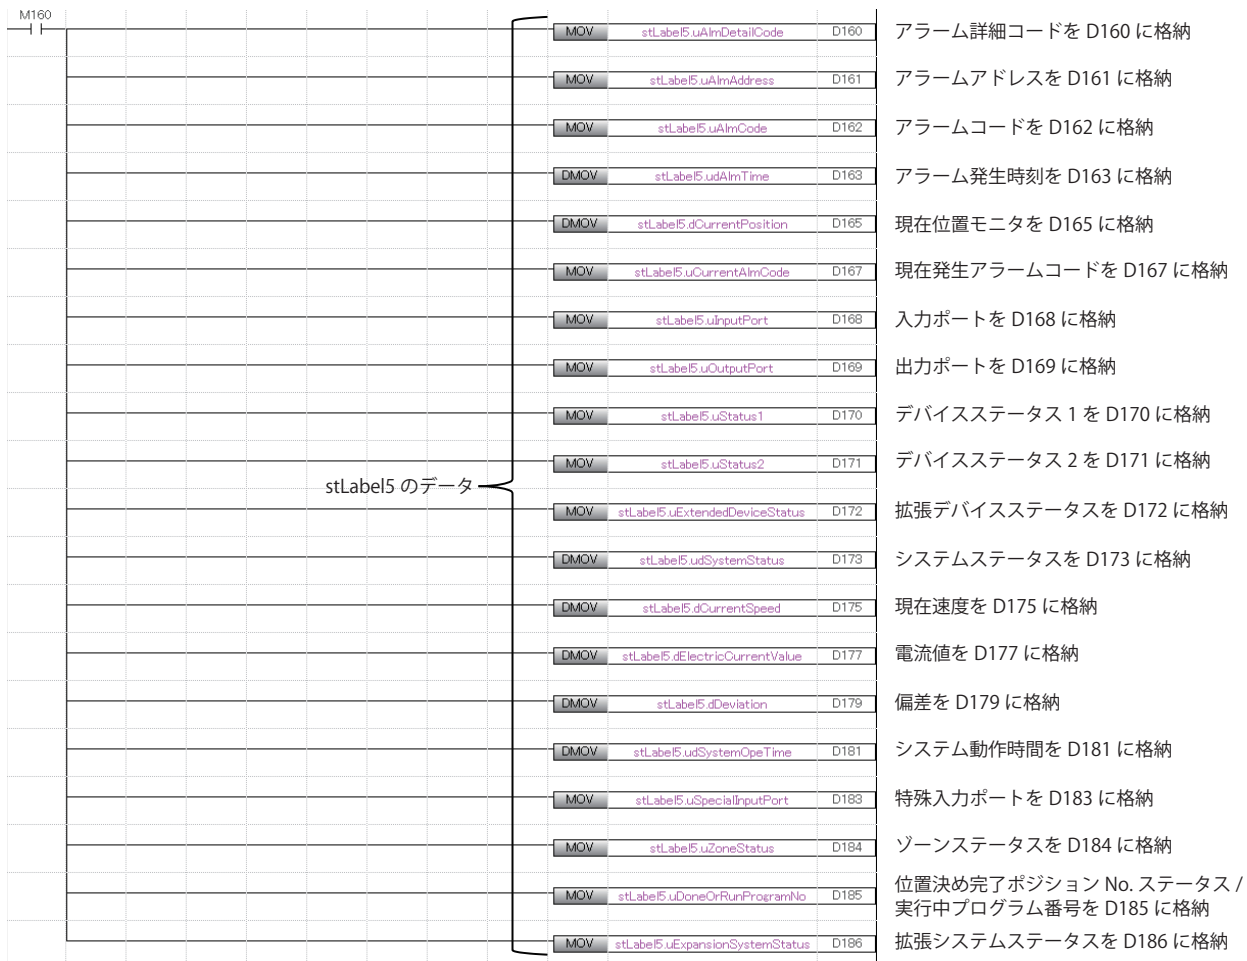 M160
MOV stLabel5.uAlmDetailCode D160 アラーム詳細コードを D160 に格納
MOV stLabel5.uAlmAddress D161 アラームアドレスを D161 に格納
MOV stLabel5.uAlmCode D162 アラームコードを D162 に格納
DMOV stLabel5.udAlmTime D163 アラーム発生時刻を D163 に格納
DMOV stLabel5.dCurrentPosition D165 現在位置モニタを D165 に格納
MOV stLabel5.uCurrentAlmCode D167 現在発生アラームコードを D167 に格納
MOV stLabel5.uInputPort D168 入力ポートを D168 に格納
MOV stLabel5.uOutputPort D169 出力ポートを D169 に格納
MOV stLabel5.uStatus1 D170 デバイスステータス 1 を D170 に格納
MOV stLabel5.uStatus2 D171 デバイスステータス 2 を D171 に格納
stLabel5 のデータ
MOV stLabel5.uExtendedDeviceStatus D172 拡張デバイスステータスを D172 に格納
DMOV stLabel5.udSystemStatus D173 システムステータスを D173 に格納
DMOV stLabel5.dCurrentSpeed D175 現在速度を D175 に格納
DMOV stLabel5.dElectricCurrentValue D177 電流値を D177 に格納
DMOV stLabel5.dDeviation D179 偏差を D179 に格納
DMOV stLabel5.udSystemOpeTime D181 システム動作時間を D181 に格納
MOV stLabel5.uSpecialInputPort D183 特殊入力ポートを D183 に格納
MOV stLabel5.uZoneStatus D184 ゾーンステータスを D184 に格納
MOV stLabel5.uDoneOrRunProgramNo D185 位置決め完了ポジション No. ステータス /
実行中プログラム番号を D185 に格納
MOV stLabel5.uExpansionSystemStatus D186 拡張システムステータスを D186 に格納